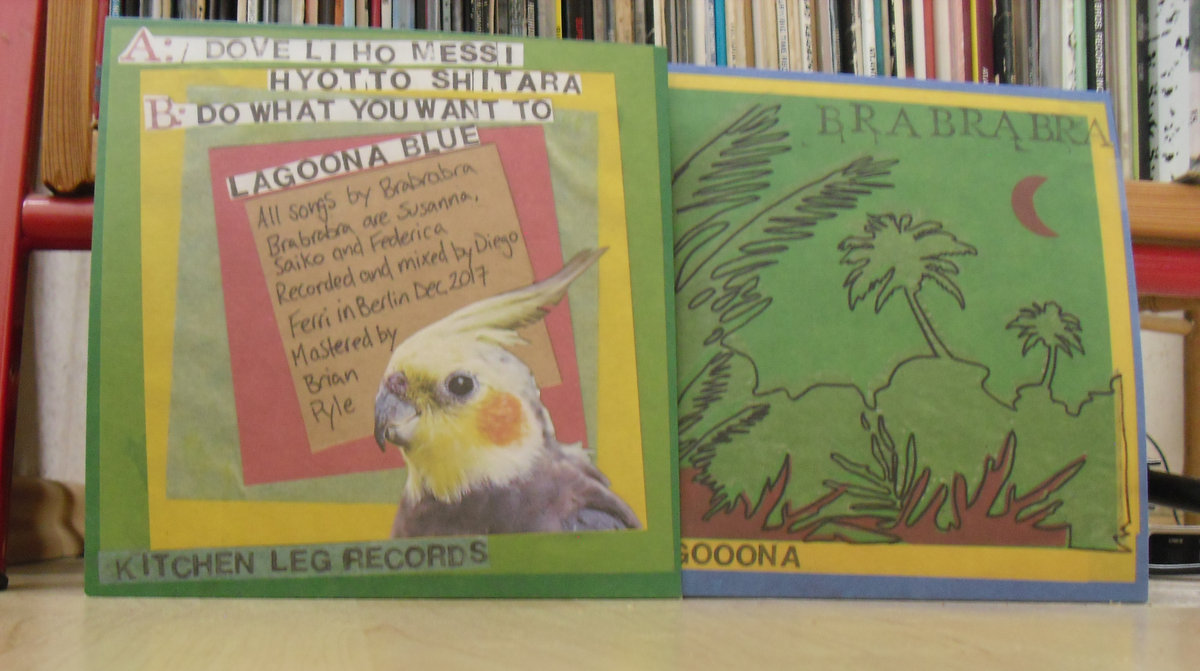 A:/ DOVE LI HO MESSI
HYOTTO SHITARA
B: DO WHAT YOU WANT TO
LAGOONA BLUE
All songs by Brabrabra
Brabrabra are Susanna,
Saiko and Federica
Recorded and mixed by Diego
Ferri in Berlin Dec 2017
Mastered by
Brian
Pyle
KITCHEN LEG RECORDS
BRABRABRA
GOOONA